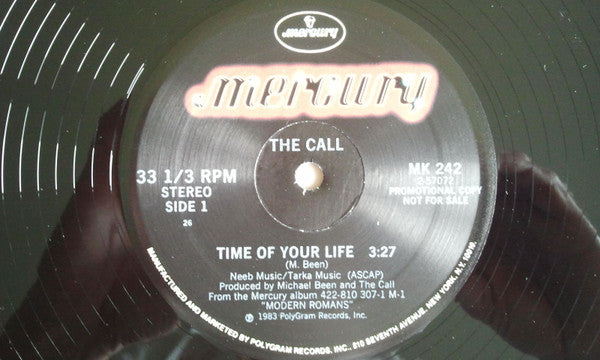 mercury
mercury
THE CALL
33 1/3 RPM
STEREO
SIDE 1
26
MK 242
2-57072
PROMOTIONAL COPY
NOT FOR SALE
TIME OF YOUR LIFE 3:27
(M. Been)
Neeb Music/Tarka Music (ASCAP)
Produced by Michael Been and The Call
From the Mercury album 422-810 307-1 M-1
"MODERN ROMANS"
℗ 1983 PolyGram Records, Inc.
MANUFACTURED AND MARKETED BY POLYGRAM RECORDS, INC., 810 SEVENTH AVENUE, NEW YORK, N.Y. 10019.